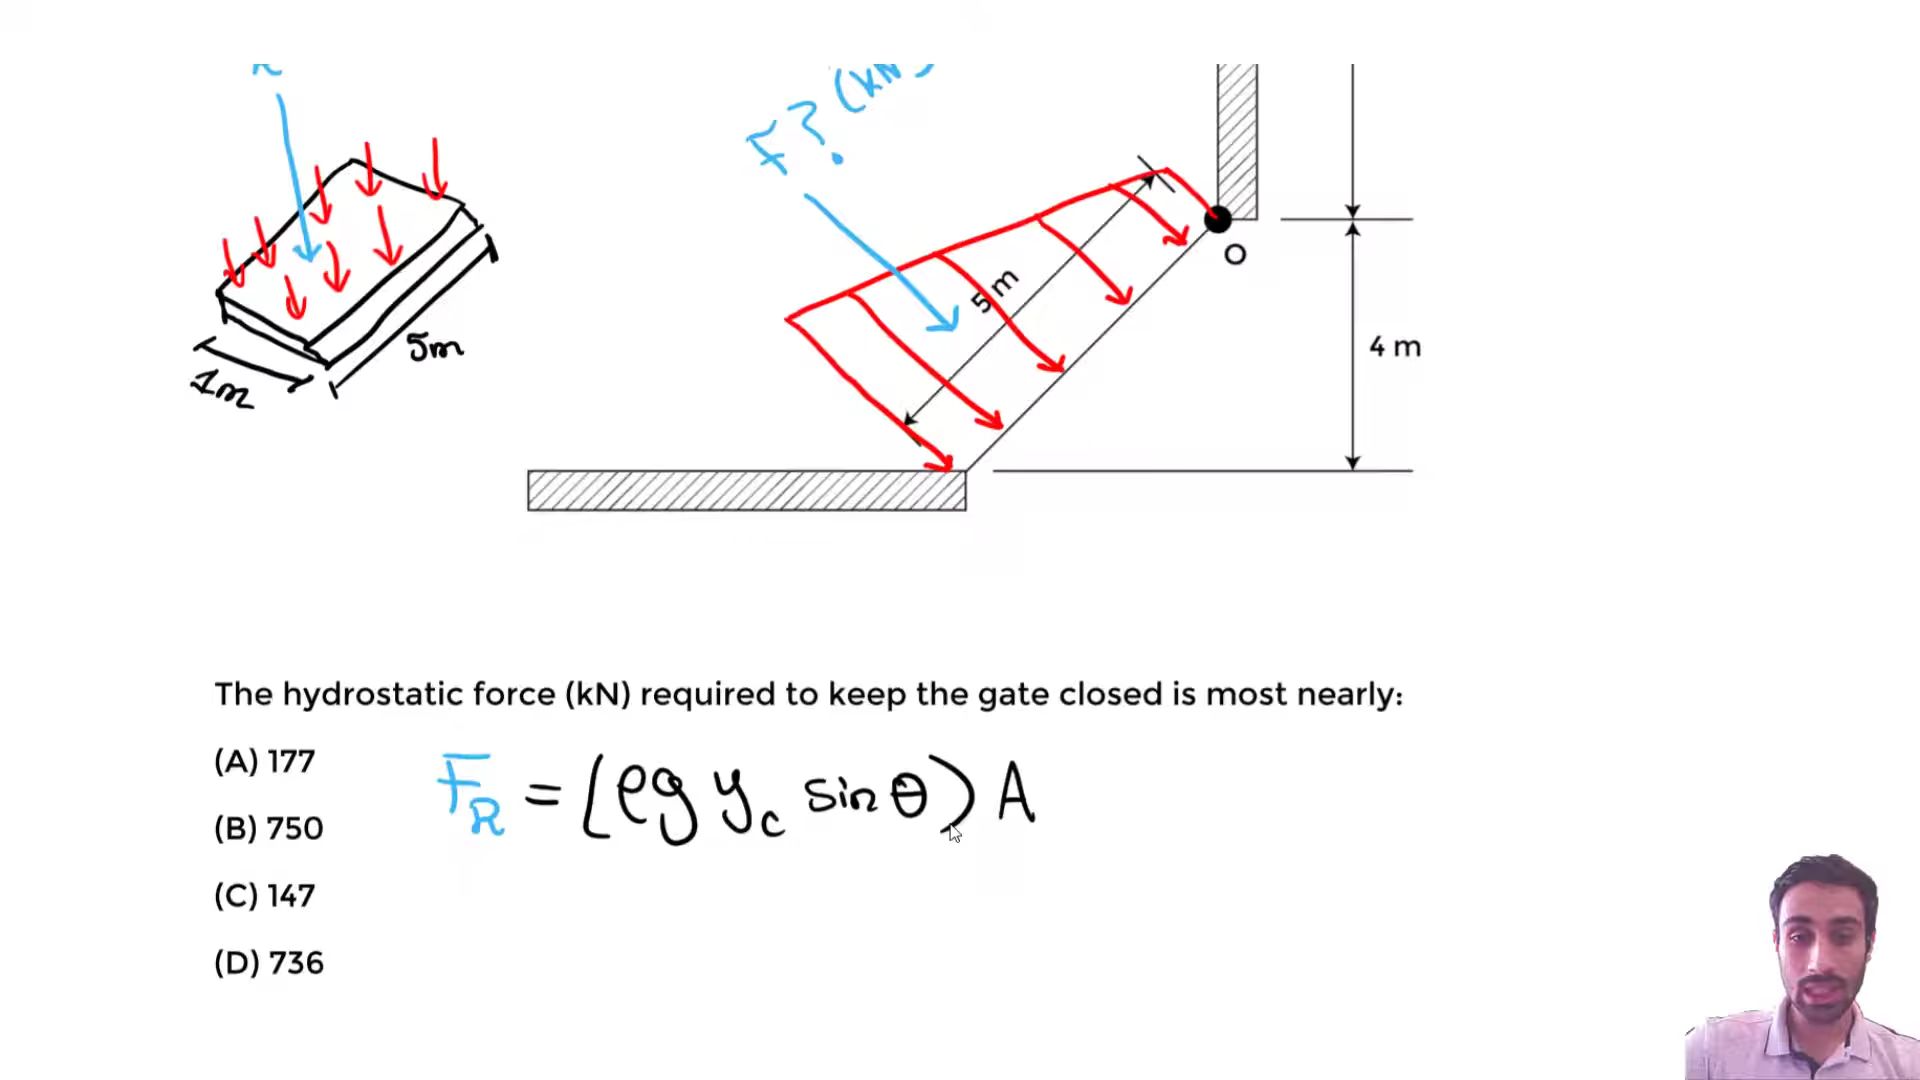 F? (kN)
5 m
O
4 m
5m
1m
The hydrostatic force (kN) required to keep the gate closed is most nearly:
(A) 177
(B) 750
(C) 147
(D) 736
F_R = (ρg y_c sin θ) A